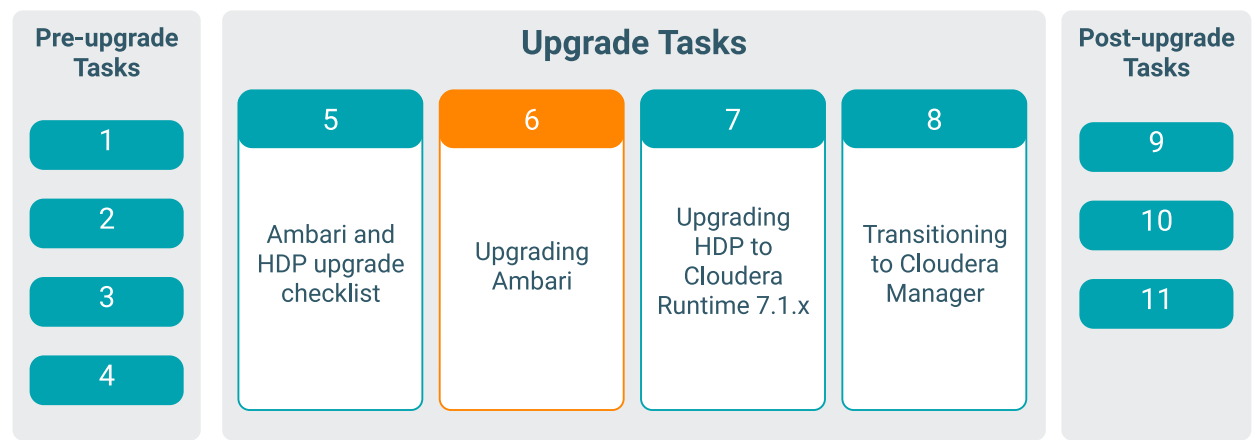 Pre-upgrade
Tasks
1
2
3
4
Upgrade Tasks
5
Ambari and
HDP upgrade
checklist
6
Upgrading
Ambari
7
Upgrading
HDP to
Cloudera
Runtime 7.1.x
8
Transitioning
to Cloudera
Manager
Post-upgrade
Tasks
9
10
11